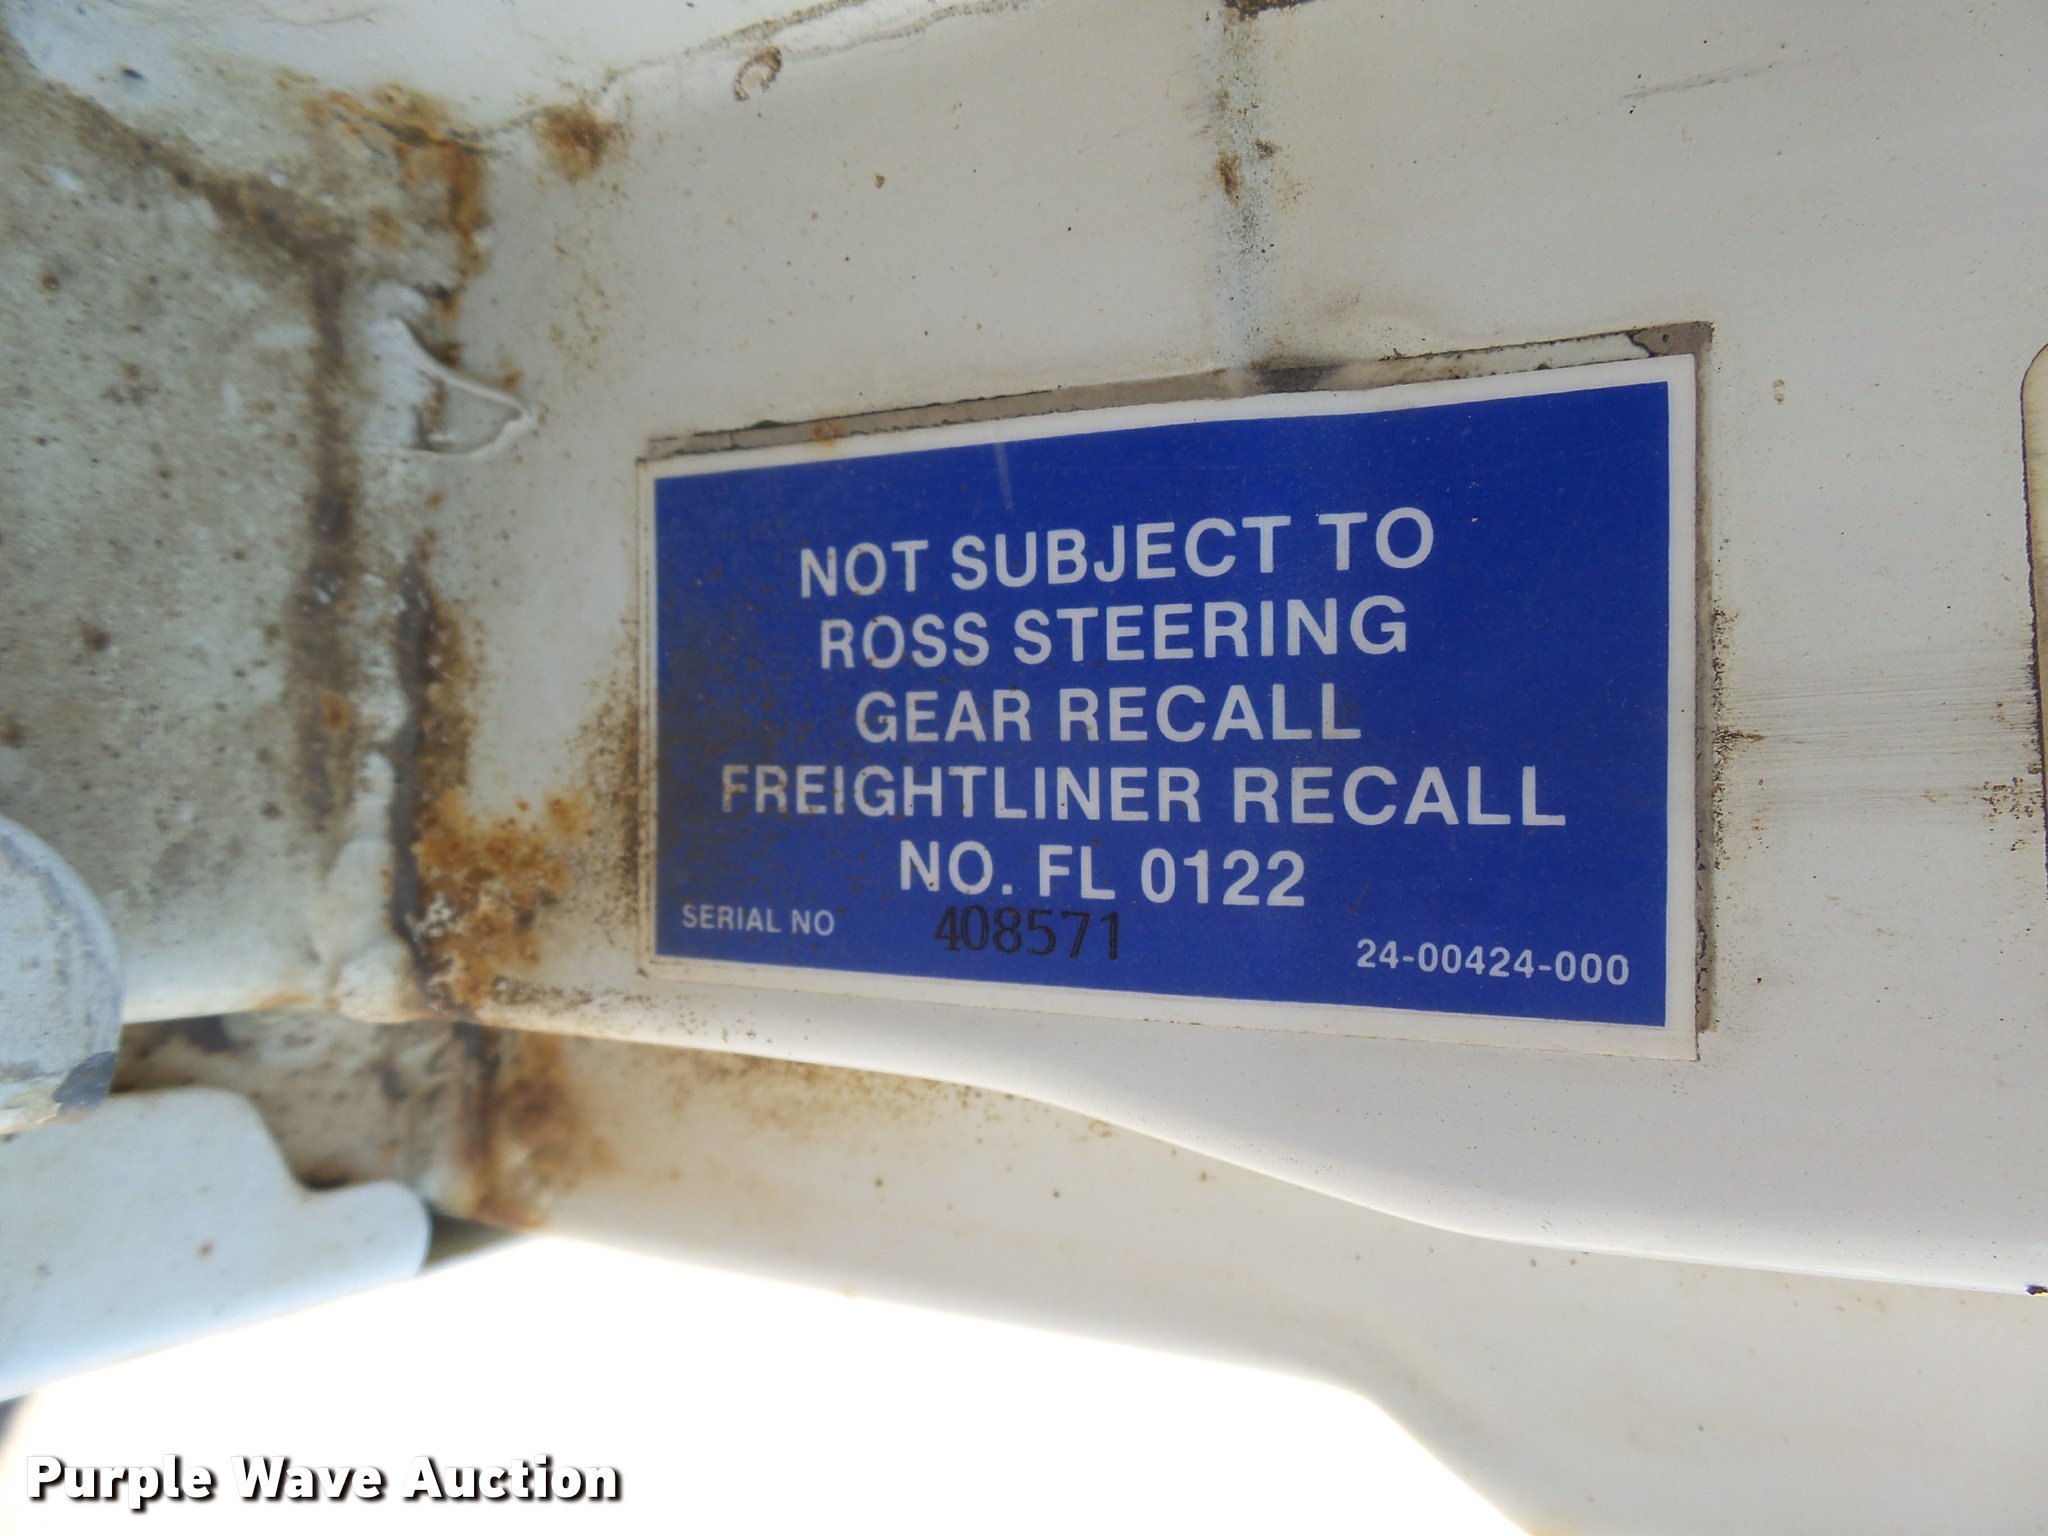 NOT SUBJECT TO
ROSS STEERING
GEAR RECALL
FREIGHTLINER RECALL
NO. FL 0122
SERIAL NO 408571
24-00424-000
Purple Wave Auction